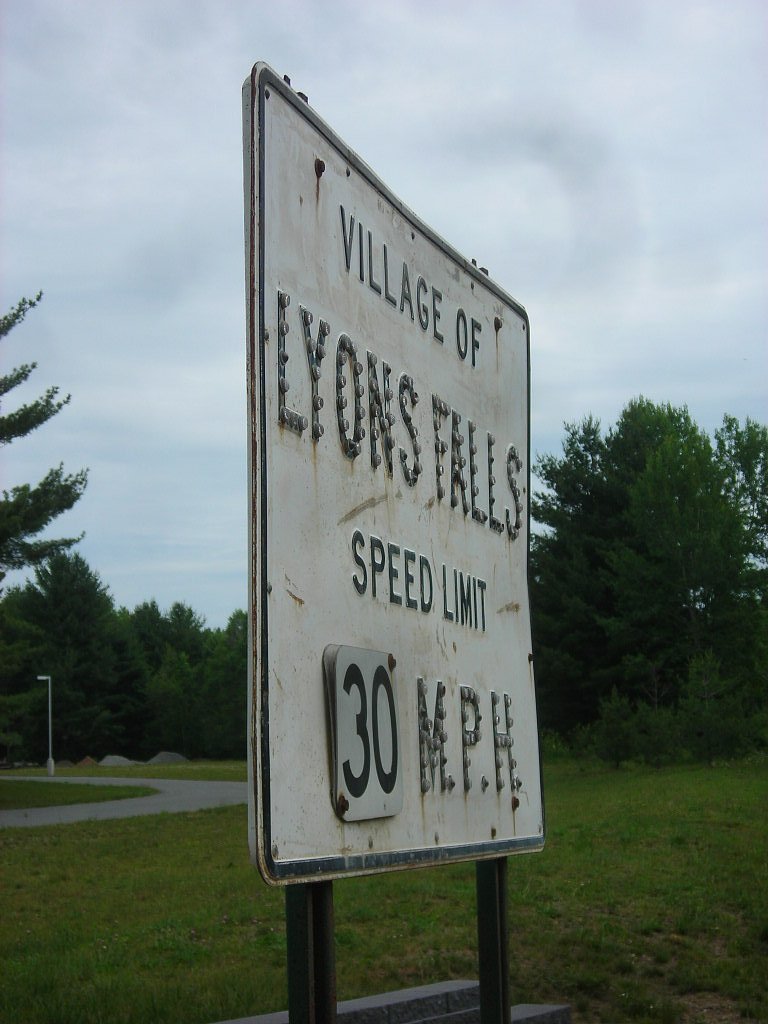 VILLAGE OF
LYONS FALLS
SPEED LIMIT
30 M.P.H.